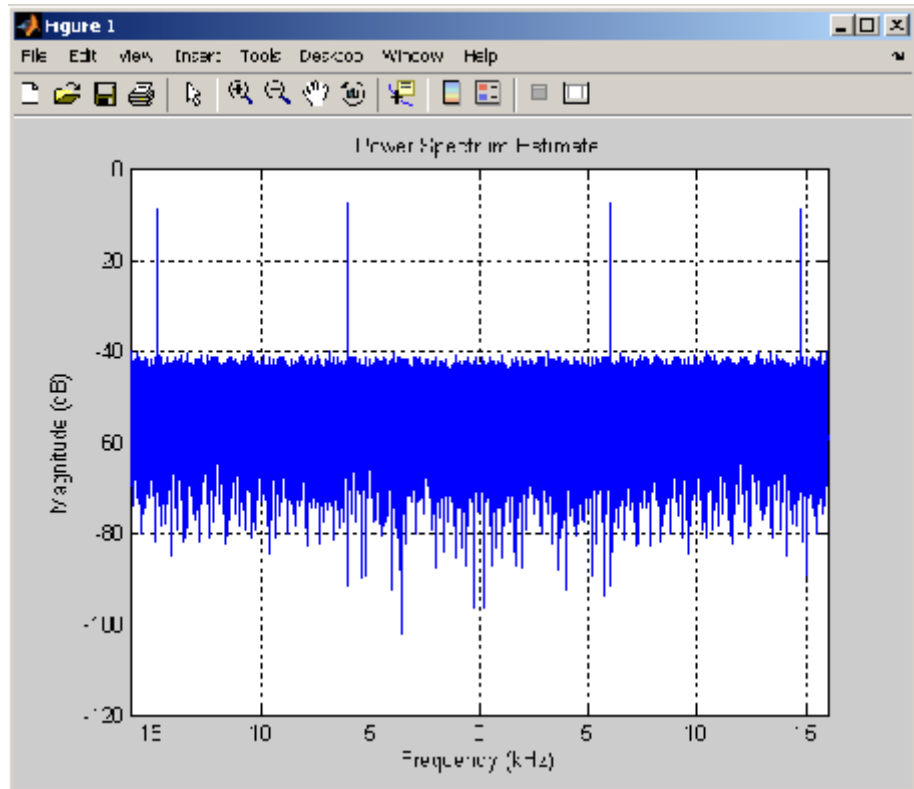 Figure 1
File Edit View Insert Tools Desktop Window Help
Power Spectrum Estimate
0
20
-40
60
-80
-100
-120
Magnitude (dB)
15 10 5 0 5 10 15
Frequency (kHz)